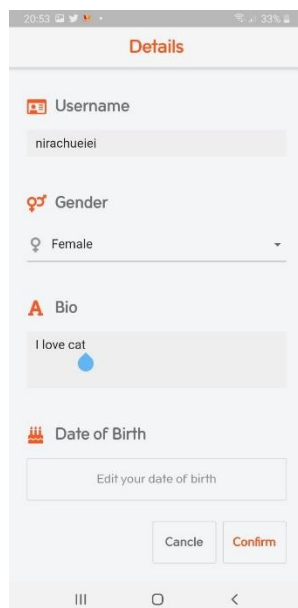 20:53 33%
Details
Username
nirachueiei
Gender
Female
A Bio
I love cat
Date of Birth
Edit your date of birth
Cancle Confirm